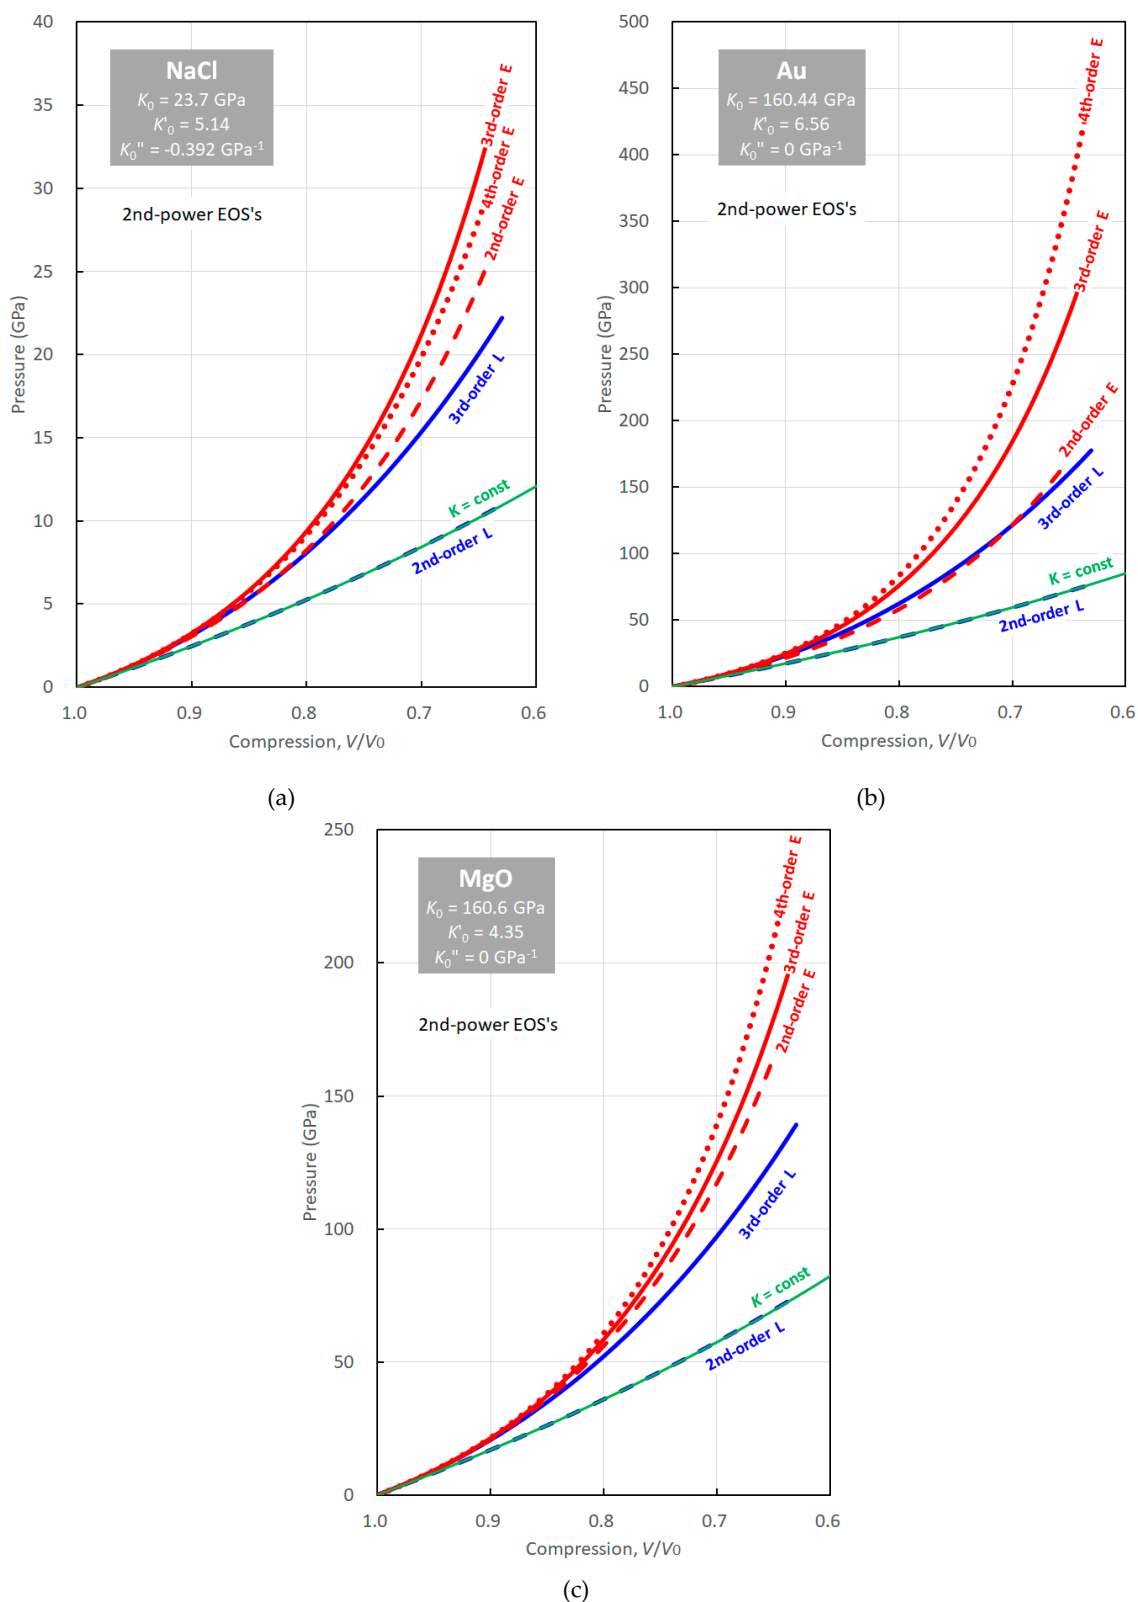 NaCl
K₀ = 23.7 GPa
K'₀ = 5.14
K₀" = -0.392 GPa⁻¹
2nd-power EOS's
3rd-order E
4th-order E
2nd-order E
3rd-order L
K = const
2nd-order L
40
35
30
25
20
15
10
5
0
Pressure (GPa)
1.0 0.9 0.8 0.7 0.6
Compression, V/V0
(a)
Au
K₀ = 160.44 GPa
K'₀ = 6.56
K₀" = 0 GPa⁻¹
2nd-power EOS's
4th-order E
3rd-order E
2nd-order E
3rd-order L
K = const
2nd-order L
500
450
400
350
300
250
200
150
100
50
0
Pressure (GPa)
1.0 0.9 0.8 0.7 0.6
Compression, V/V0
(b)
MgO
K₀ = 160.6 GPa
K'₀ = 4.35
K₀" = 0 GPa⁻¹
2nd-power EOS's
4th-order E
3rd-order E
2nd-order E
3rd-order L
K = const
2nd-order L
250
200
150
100
50
0
Pressure (GPa)
1.0 0.9 0.8 0.7 0.6
Compression, V/V0
(c)